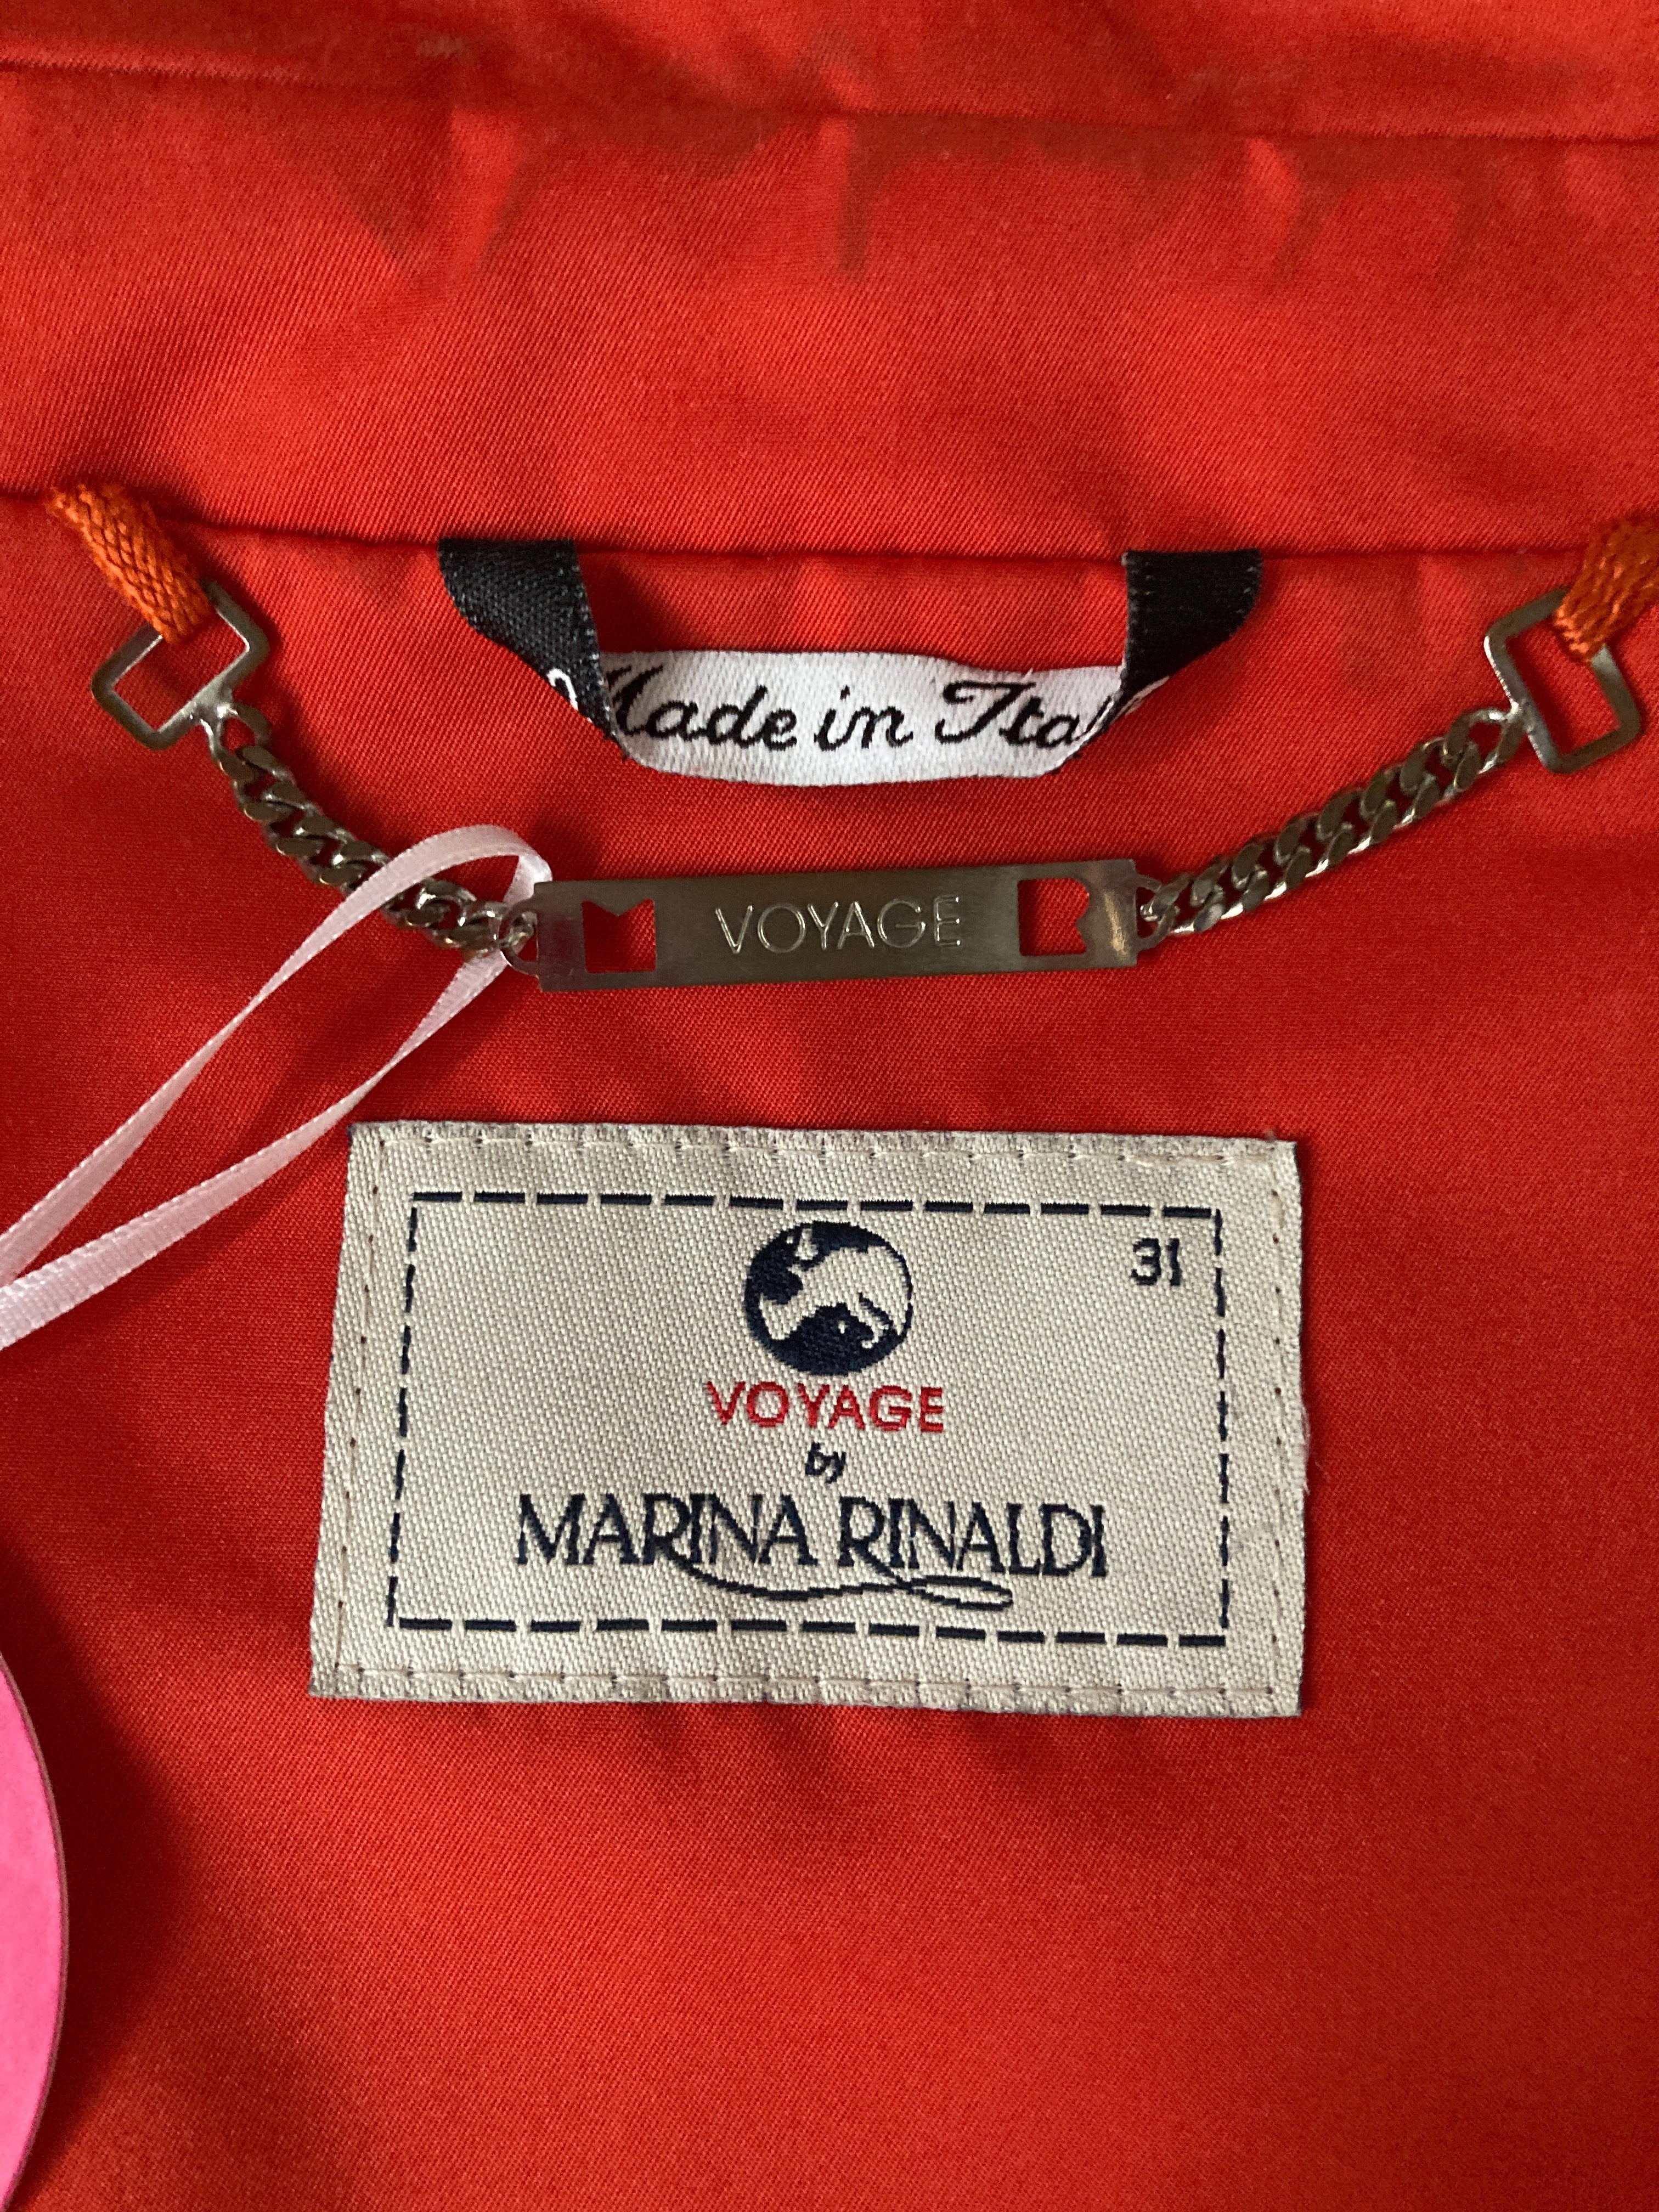 Made in Ital
M VOYAGE R
31
VOYAGE
by
MARINA RINALDI